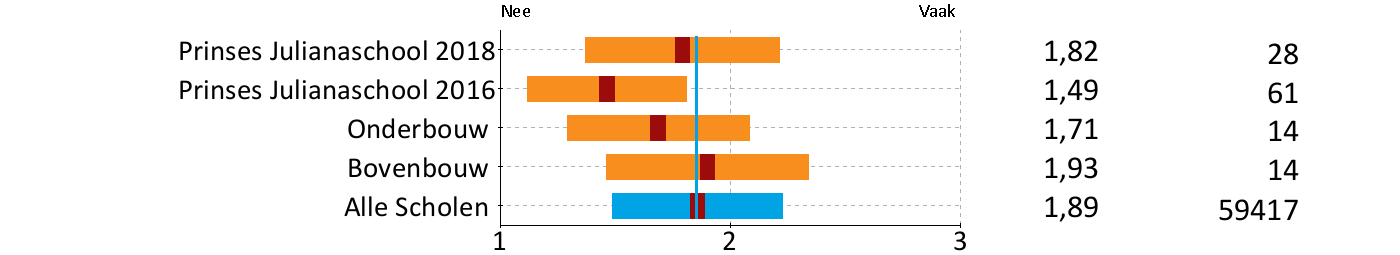 Nee Vaak
Prinses Julianaschool 2018 1,82 28
Prinses Julianaschool 2016 1,49 61
Onderbouw 1,71 14
Bovenbouw 1,93 14
Alle Scholen 1,89 59417
1 2 3